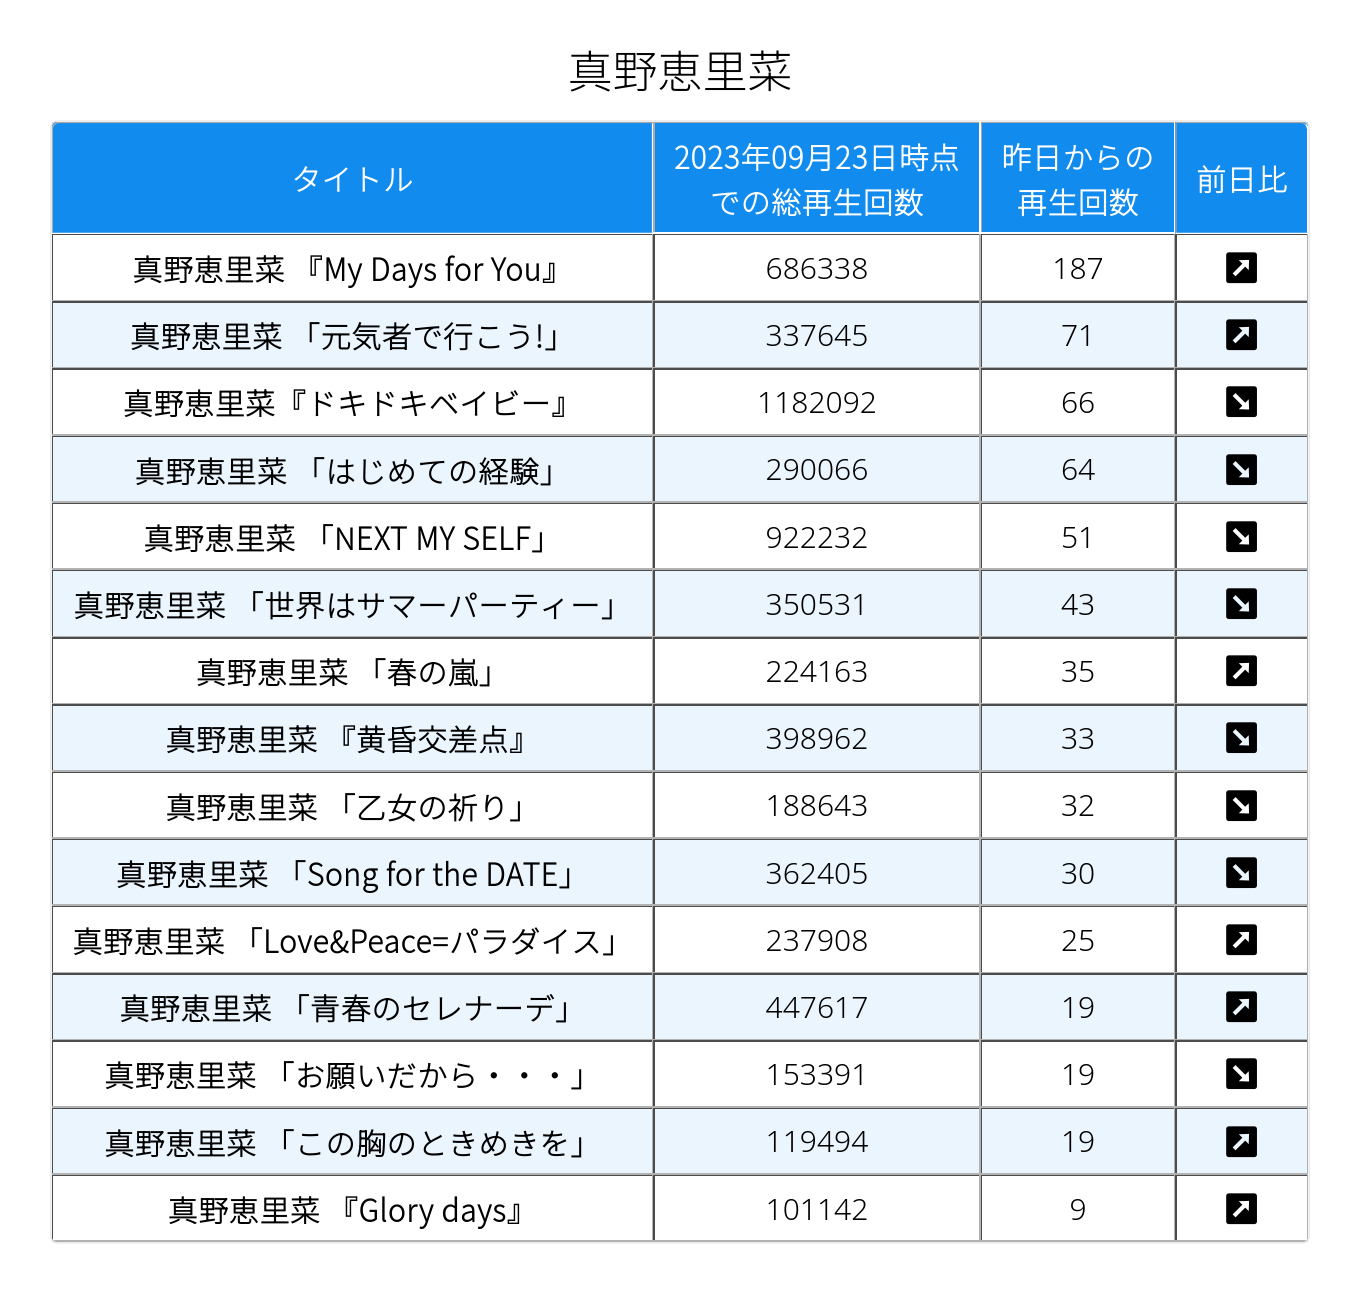 真野恵里菜
タイトル
2023年09月23日時点
での総再生回数
昨日からの
再生回数
前日比
真野恵里菜 『My Days for You』 686338 187
真野恵里菜 「元気者で行こう!」 337645 71
真野恵里菜『ドキドキベイビー』 1182092 66
真野恵里菜 「はじめての経験」 290066 64
真野恵里菜 「NEXT MY SELF」 922232 51
真野恵里菜 「世界はサマーパーティー」 350531 43
真野恵里菜 「春の嵐」 224163 35
真野恵里菜 『黄昏交差点』 398962 33
真野恵里菜 「乙女の祈り」 188643 32
真野恵里菜 「Song for the DATE」 362405 30
真野恵里菜 「Love&Peace=パラダイス」 237908 25
真野恵里菜 「青春のセレナーデ」 447617 19
真野恵里菜 「お願いだから・・・」 153391 19
真野恵里菜 「この胸のときめきを」 119494 19
真野恵里菜 『Glory days』 101142 9